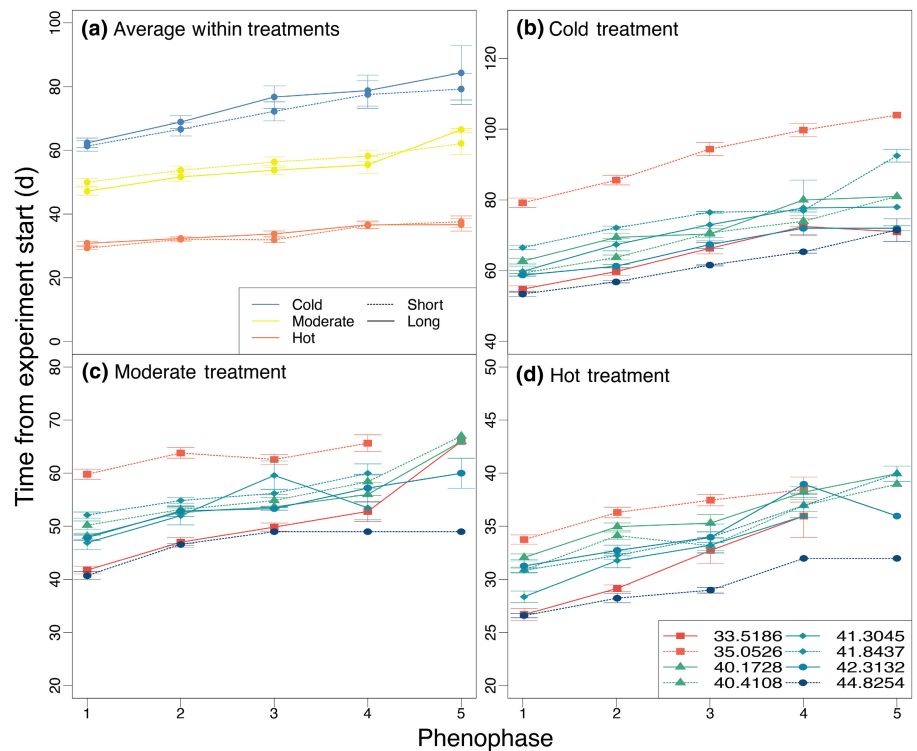 (a) Average within treatments
(b) Cold treatment
100
80
60
40
20
0
Cold
Moderate
Hot
Short
Long
120
100
80
60
40
(c) Moderate treatment
(d) Hot treatment
80
70
60
50
40
30
20
50
45
40
35
30
25
20
33.5186
35.0526
40.1728
40.4108
41.3045
41.8437
42.3132
44.8254
1 2 3 4 5
1 2 3 4 5
Time from experiment start (d)
Phenophase